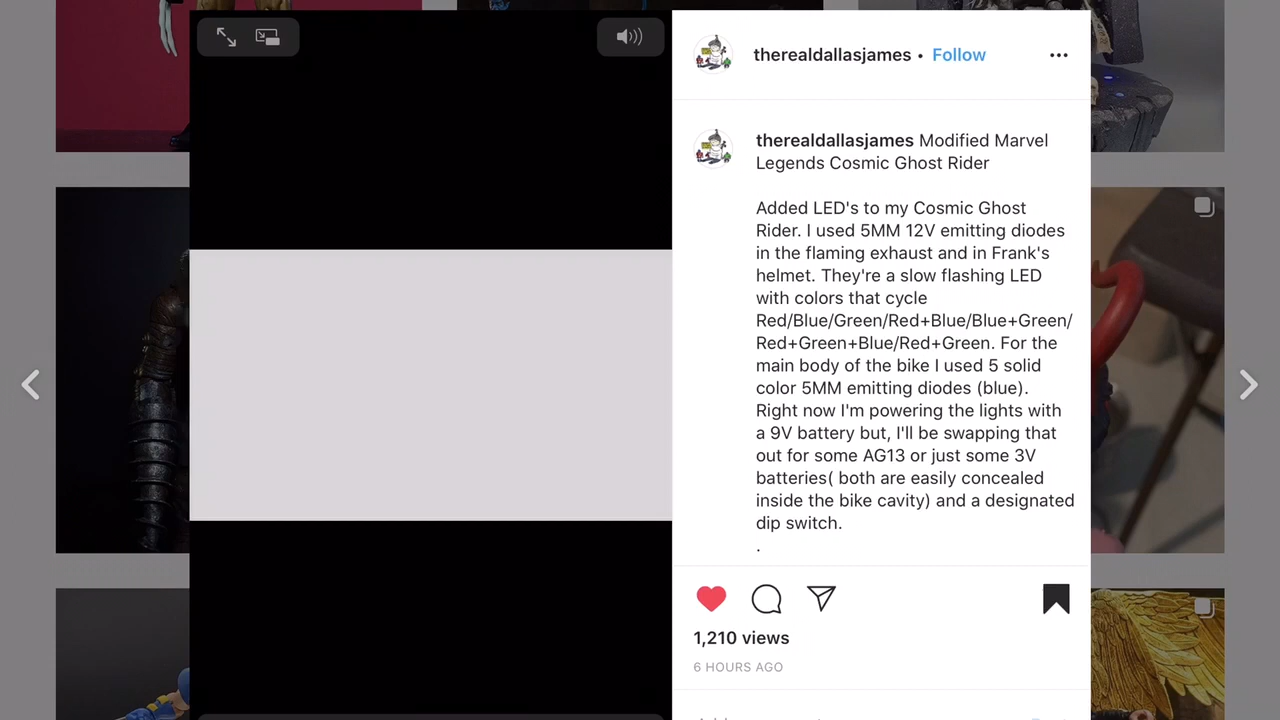 therealdallasjames • Follow
therealdallasjames Modified Marvel
Legends Cosmic Ghost Rider
Added LED's to my Cosmic Ghost
Rider. I used 5MM 12V emitting diodes
in the flaming exhaust and in Frank's
helmet. They're a slow flashing LED
with colors that cycle
Red/Blue/Green/Red+Blue/Blue+Green/
Red+Green+Blue/Red+Green. For the
main body of the bike I used 5 solid
color 5MM emitting diodes (blue).
Right now I'm powering the lights with
a 9V battery but, I'll be swapping that
out for some AG13 or just some 3V
batteries( both are easily concealed
inside the bike cavity) and a designated
dip switch.
.
1,210 views
6 HOURS AGO